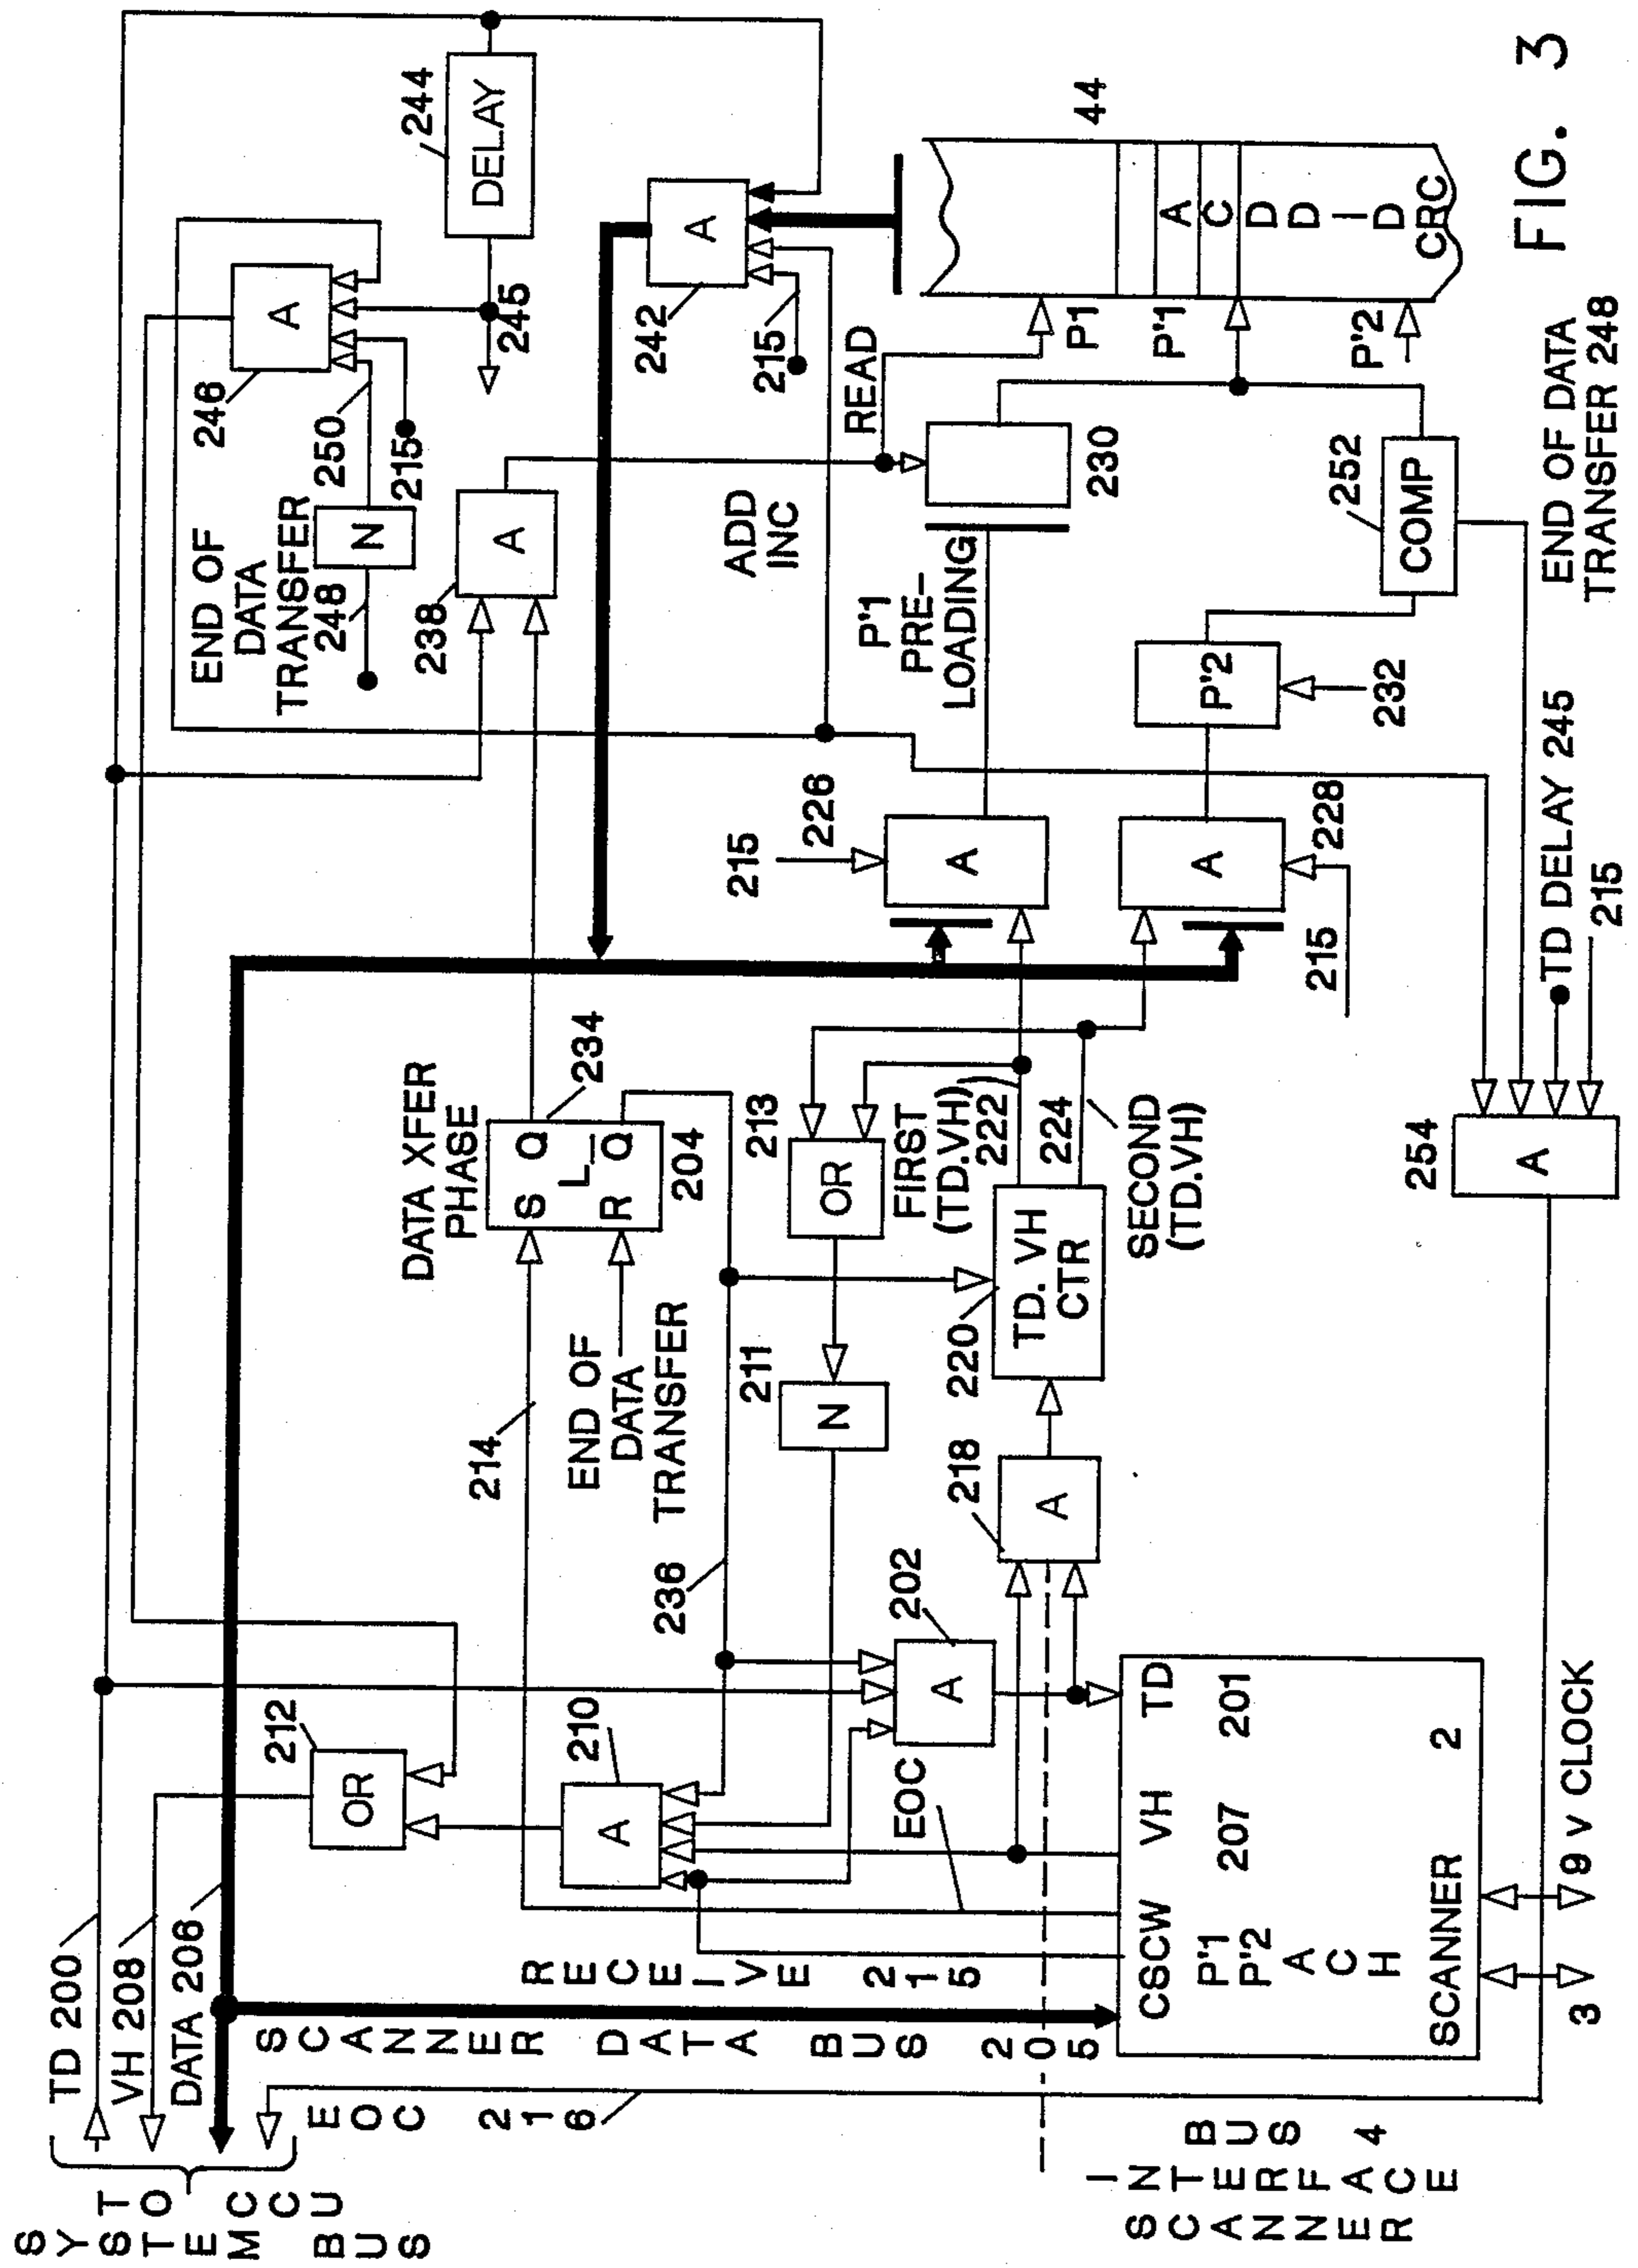 FIG. 3
SYSTEM BUS
TO CCU
TD 200
VH 208
DATA 206
EOC 216
SCANNER DATA BUS 205
RECEIVE 215
SCANNER INTERFACE BUS 4
CSCW
VH
TD
P'1
P'2
A
C
H
207
201
SCANNER
2
3
9 v CLOCK
EOC
212
OR
210
A
202
A
218
A
214
236
211
N
213
OR
DATA XFER
PHASE
S
Q
L
R
Q
204
234
END OF
DATA
TRANSFER
220
TD. VH
CTR
FIRST
(TD.VH)
222
224
SECOND
(TD.VH)
215
226
A
228
A
215
P'1
PRE-
LOADING
P'2
232
ADD
INC
READ
230
252
COMP
238
A
END OF
DATA
TRANSFER
248
N
250
215
246
A
245
244
DELAY
242
A
215
44
P1
P'1
P'2
A
C
D
D
I
D
CRC
254
A
TD DELAY 245
215
END OF DATA
TRANSFER 248